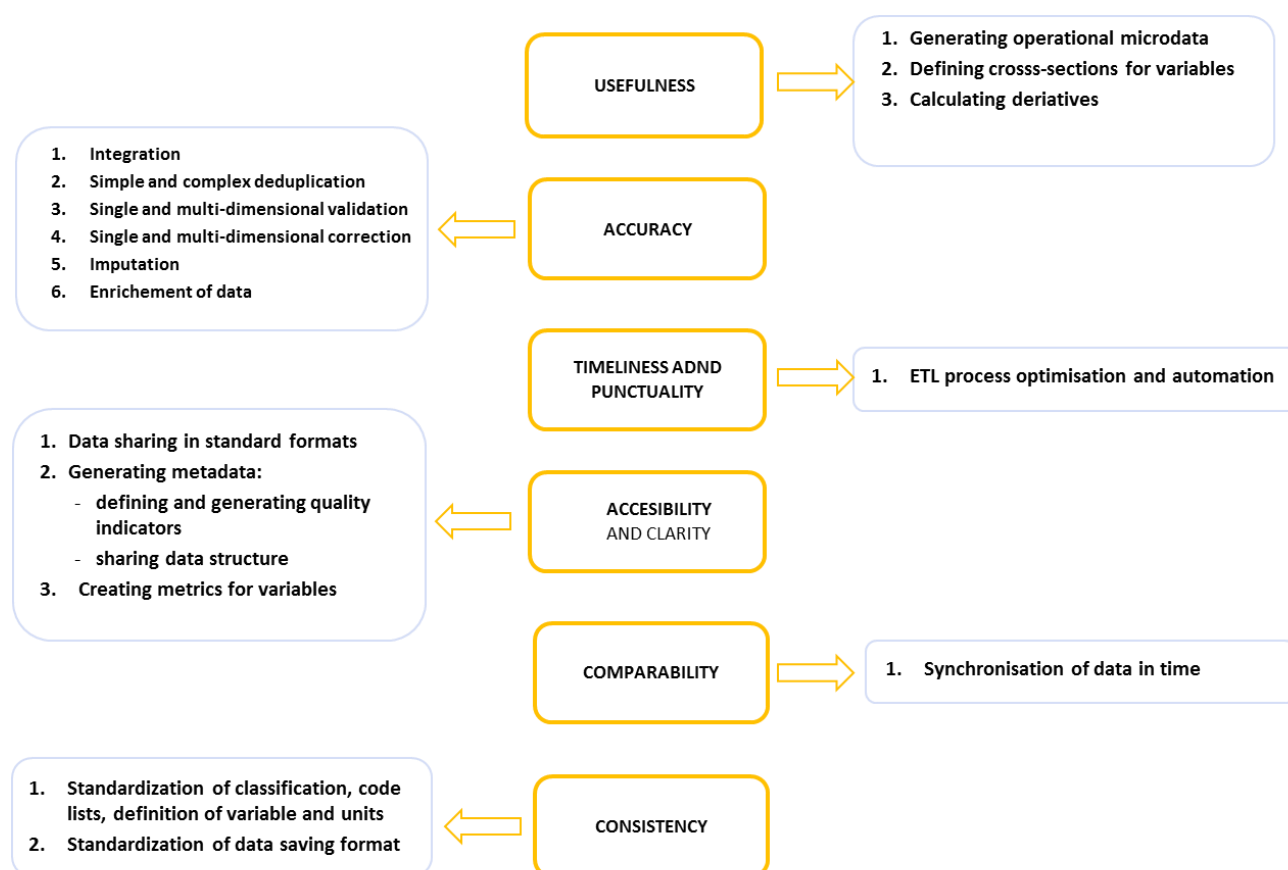 USEFULNESS
1. Generating operational microdata
2. Defining crosss-sections for variables
3. Calculating deriatives
1. Integration
2. Simple and complex deduplication
3. Single and multi-dimensional validation
4. Single and multi-dimensional correction
5. Imputation
6. Enrichement of data
ACCURACY
TIMELINESS ADND
PUNCTUALITY
1. ETL process optimisation and automation
1. Data sharing in standard formats
2. Generating metadata:
- defining and generating quality
indicators
- sharing data structure
3. Creating metrics for variables
ACCESIBILITY
AND CLARITY
COMPARABILITY
1. Synchronisation of data in time
1. Standardization of classification, code
lists, definition of variable and units
2. Standardization of data saving format
CONSISTENCY